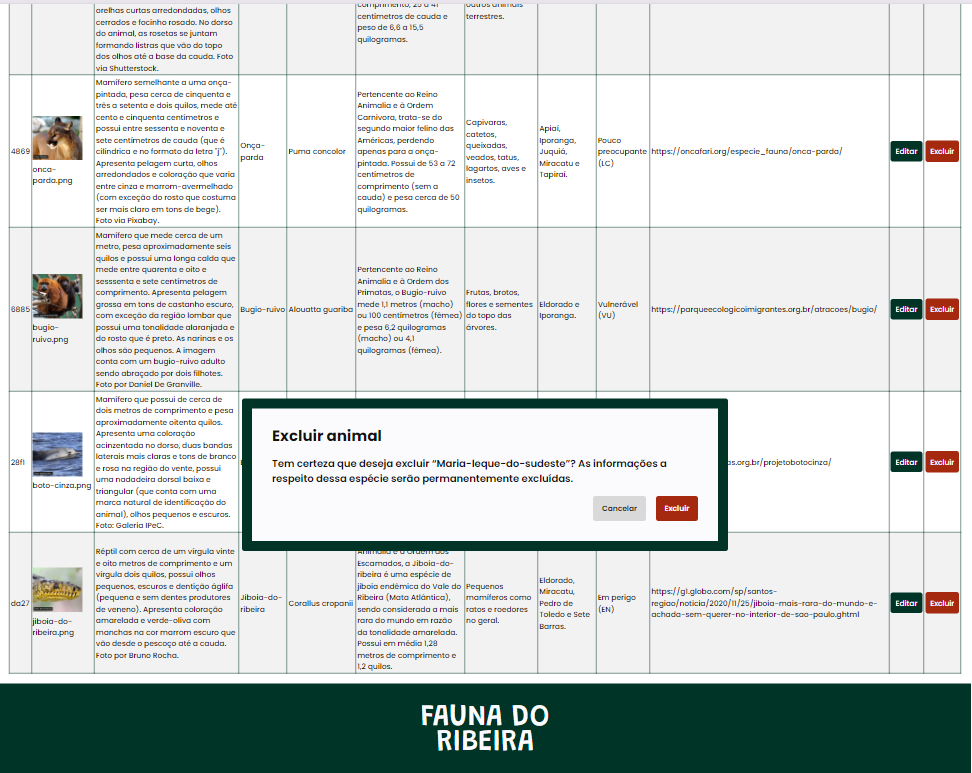 orelhas curtas arredondadas, olhos
cerrados e focinho rosado. No dorso
do animal, as rosetas se juntam
formando listras que vão do topo
dos olhos até a base da cauda. Foto
via Shutterstock.
comprimento, 25 a 41
centímetros de cauda e
peso de 6,6 a 15,5
quilogramas.
outros animais
terrestres.
4869
onca-
parda.png
Mamífero semelhante a uma onça-
pintada, pesa cerca de cinquenta e
três a setenta e dois quilos, mede até
cento e cinquenta centímetros e
possui entre sessenta e noventa e
sete centímetros de cauda (que é
cilíndrica e no formato da letra "j").
Apresenta pelagem curta, olhos
arredondados e coloração que varia
entre cinza e marrom-avermelhado
(com exceção do rosto que costuma
ser mais claro em tons de bege).
Foto via Pixabay.
Onça-
parda
Puma concolor
Pertencente ao Reino
Animalia e à Ordem
Carnivora, trata-se do
segundo maior felino das
Américas, perdendo
apenas para a onça-
pintada. Possui de 53 a 72
centímetros de
comprimento (sem a
cauda) e pesa cerca de 50
quilogramas.
Capivaras,
catetos,
queixadas,
veados, tatus,
lagartos, aves e
insetos.
Apiaí,
Iporanga,
Juquiá,
Miracatu e
Tapiraí.
Pouco
preocupante
(LC)
https://oncafari.org/especie_fauna/onca-parda/
Editar
Excluir
6885
bugio-
ruivo.png
Mamífero que mede cerca de um
metro, pesa aproximadamente seis
quilos e possui uma longa calda que
mede entre quarenta e oito e
sesssenta e sete centímetros de
comprimento. Apresenta pelagem
grossa em tons de castanho escuro,
com exceção da região lombar que
possui uma tonalidade alaranjada e
do rosto que é preto. As narinas e os
olhos são pequenos. A imagem
conta com um bugio-ruivo adulto
sendo abraçado por dois filhotes.
Foto por Daniel De Granville.
Bugio-ruivo
Alouatta guariba
Pertencente ao Reino
Animalia e à Ordem dos
Primatas, o Bugio-ruivo
mede 1,1 metros (macho)
ou 100 centímetros (fêmea)
e pesa 6,2 quilogramas
(macho) ou 4,1
quilogramas (fêmea).
Frutas, brotos,
flores e sementes
do topo das
árvores.
Eldorado e
Iporanga.
Vulnerável
(VU)
https://parqueecologicoimigrantes.org.br/atracoes/bugio/
Editar
Excluir
28f1
boto-cinza.png
Mamífero que possui de cerca de
dois metros de comprimento e pesa
aproximadamente oitenta quilos.
Apresenta uma coloração
acinzentada no dorso, duas bandas
laterais mais claras e tons de branco
e rosa na região do ventre, possui
uma nadadeira dorsal baixa e
triangular (que conta com uma
marca natural de identificação do
animal), olhos pequenos e escuros.
Foto: Galeria IPeC.
as.org.br/projetobotocinza/
Editar
Excluir
Excluir animal
Tem certeza que deseja excluir “Maria-leque-do-sudeste”? As informações a
respeito dessa espécie serão permanentemente excluídas.
Cancelar
Excluir
da27
jiboia-do-
ribeira.png
Réptil com cerca de um vírgula vinte
e oito metros de comprimento e um
vírgula dois quilos, possui olhos
pequenos, escuros e dentição áglifa
(pequena e sem dentes produtores
de veneno). Apresenta coloração
amarelada e verde-oliva com
manchas na cor marrom escuro que
vão desde o pescoço até a cauda.
Foto por Bruno Rocha.
Jiboia-do-
ribeira
Corallus cropanii
Animalia e à Ordem dos
Escamados, a Jiboia-do-
ribeira é uma espécie de
jiboia endêmica do Vale do
Ribeira (Mata Atlântica),
sendo considerada a mais
rara do mundo em razão
da tonalidade amarelada.
Possui em média 1,28
metros de comprimento e
1,2 quilos.
Pequenos
mamíferos como
ratos e roedores
no geral.
Eldorado,
Miracatu,
Pedro de
Toledo e Sete
Barras.
Em perigo
(EN)
https://g1.globo.com/sp/santos-
regiao/noticia/2020/11/25/jiboia-mais-rara-do-mundo-e-
achada-sem-querer-no-interior-de-sao-paulo.ghtml
Editar
Excluir
FAUNA DO
RIBEIRA